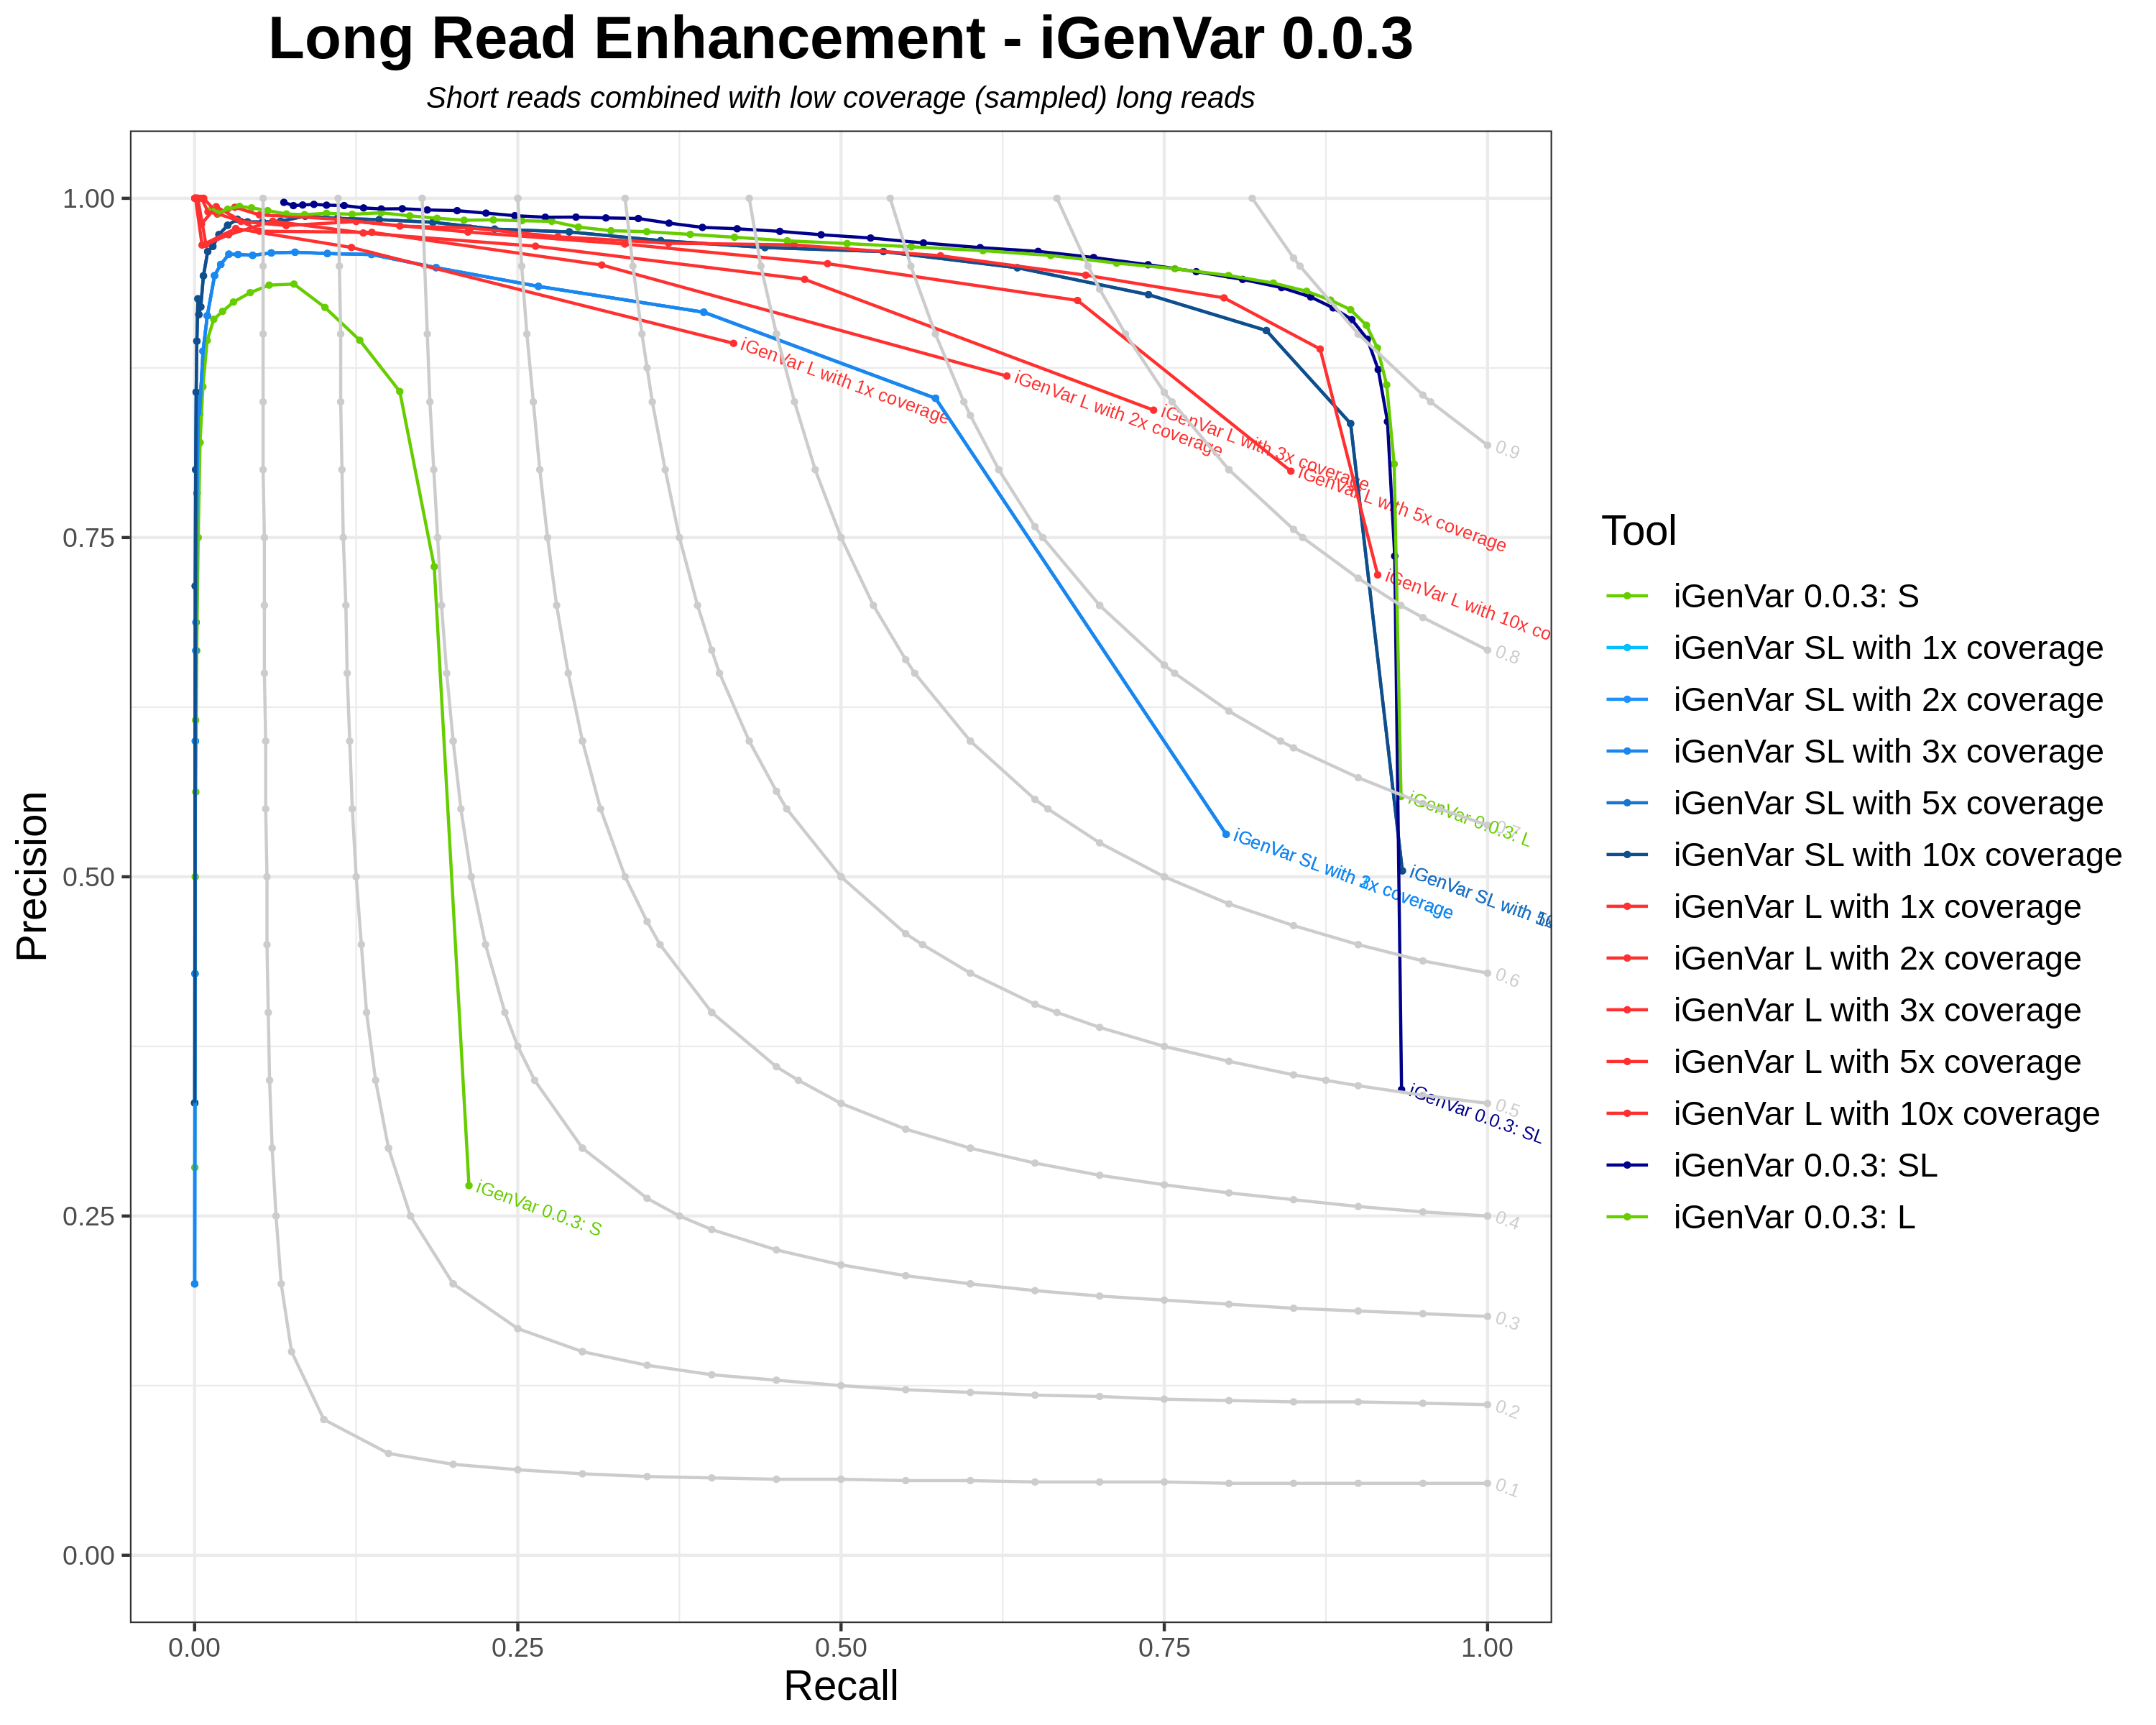 Long Read Enhancement - iGenVar 0.0.3
Short reads combined with low coverage (sampled) long reads
Precision
1.00
0.75
0.50
0.25
0.00
0.00
0.25
0.50
0.75
1.00
Recall
iGenVar L with 1x coverage
iGenVar L with 2x coverage
iGenVar L with 3x coverage
iGenVar L with 5x coverage
iGenVar L with 10x co
iGenVar 0.0.3: L
iGenVar SL with coverage
iGenVar SL with
iGenVar 0.0.3: SL
iGenVar 0.0.3: S
0.9
0.8
0.7
0.6
0.5
0.4
0.3
0.2
0.1
Tool
iGenVar 0.0.3: S
iGenVar SL with 1x coverage
iGenVar SL with 2x coverage
iGenVar SL with 3x coverage
iGenVar SL with 5x coverage
iGenVar SL with 10x coverage
iGenVar L with 1x coverage
iGenVar L with 2x coverage
iGenVar L with 3x coverage
iGenVar L with 5x coverage
iGenVar L with 10x coverage
iGenVar 0.0.3: SL
iGenVar 0.0.3: L